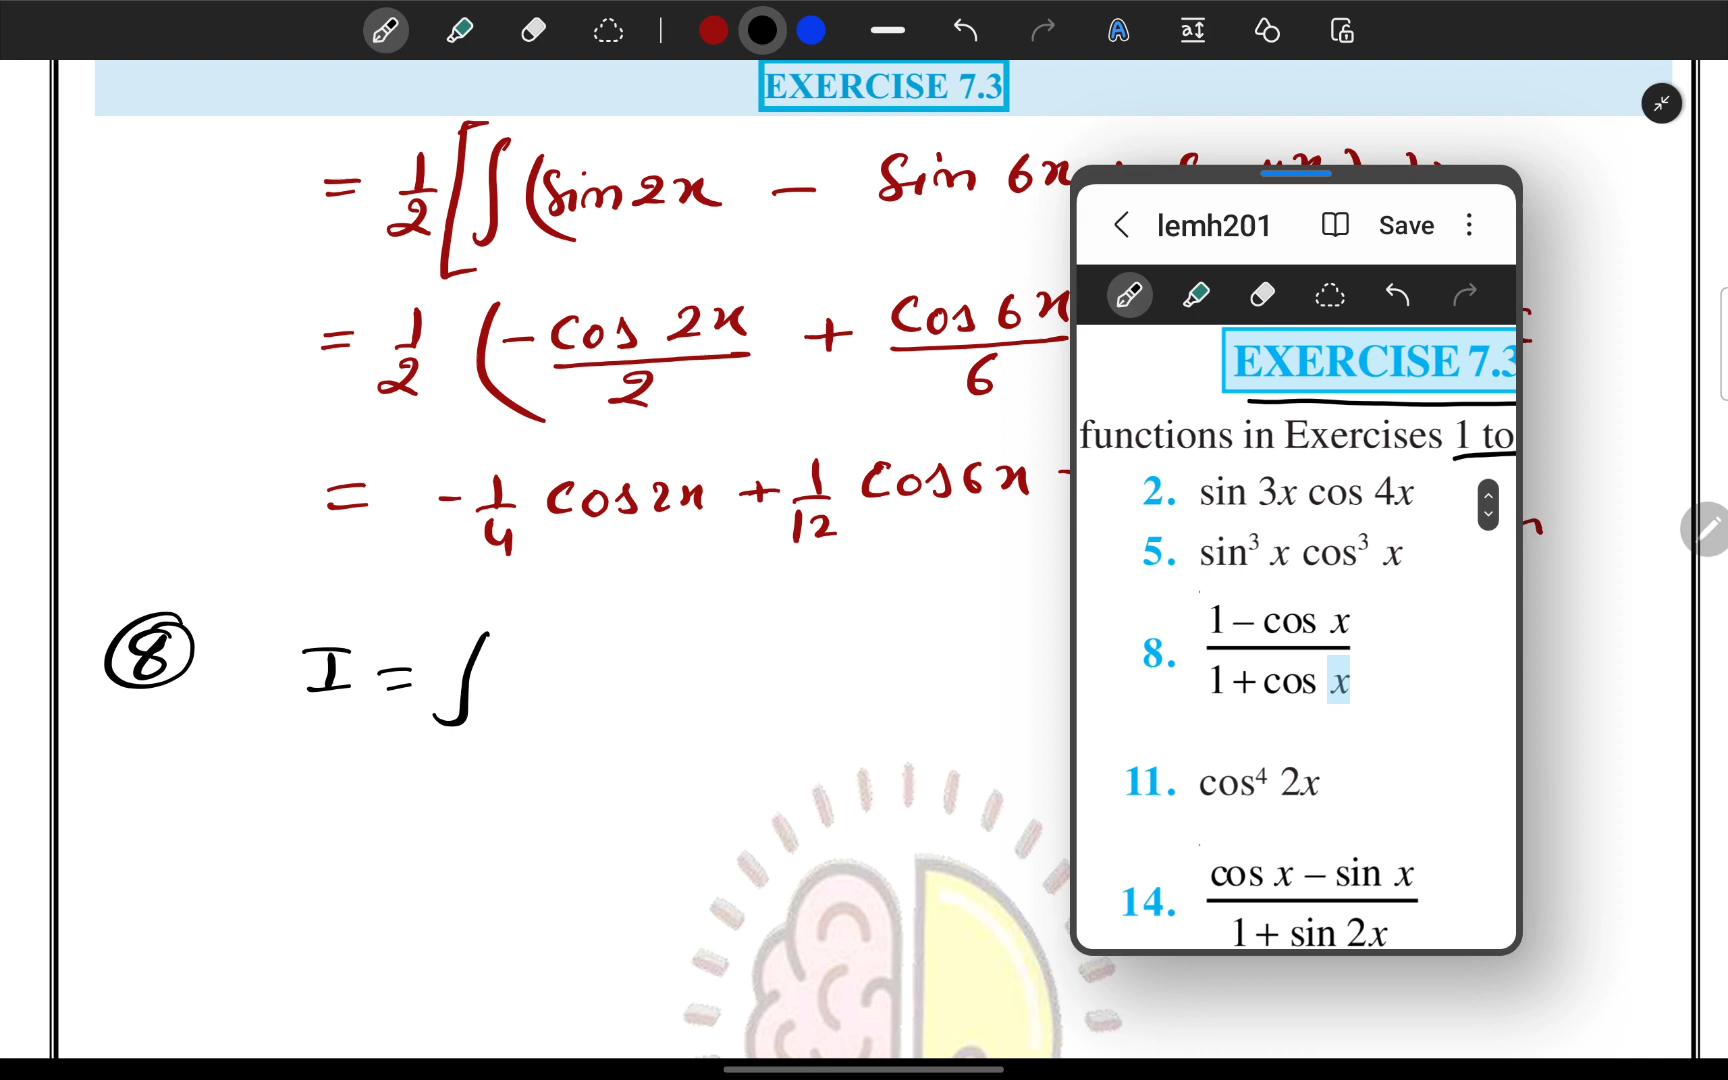 EXERCISE 7.3
= 1/2 [∫ (sin 2x − sin 6x
= 1/2 (−cos 2x/2 + cos 6x/6
= -1/4 cos 2x + 1/12 cos 6x -
⑧ I = ∫
lemh201 Save
EXERCISE 7.3
functions in Exercises 1 to
2. sin 3x cos 4x
5. sin³ x cos³ x
8. 1 – cos x / 1 + cos x
11. cos⁴ 2x
14. cos x – sin x / 1 + sin 2x